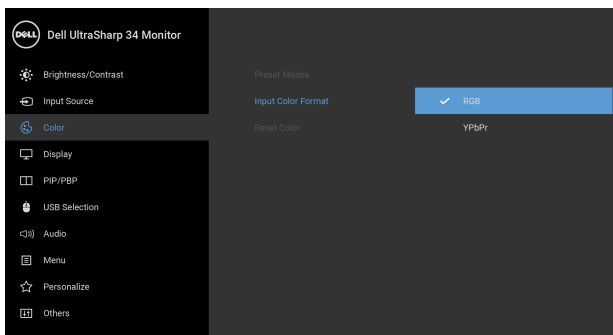 DELL Dell UltraSharp 34 Monitor
Brightness/Contrast Preset Modes
Input Source Input Color Format RGB
Color Reset Color YPbPr
Display
PIP/PBP
USB Selection
Audio
Menu
Personalize
Others